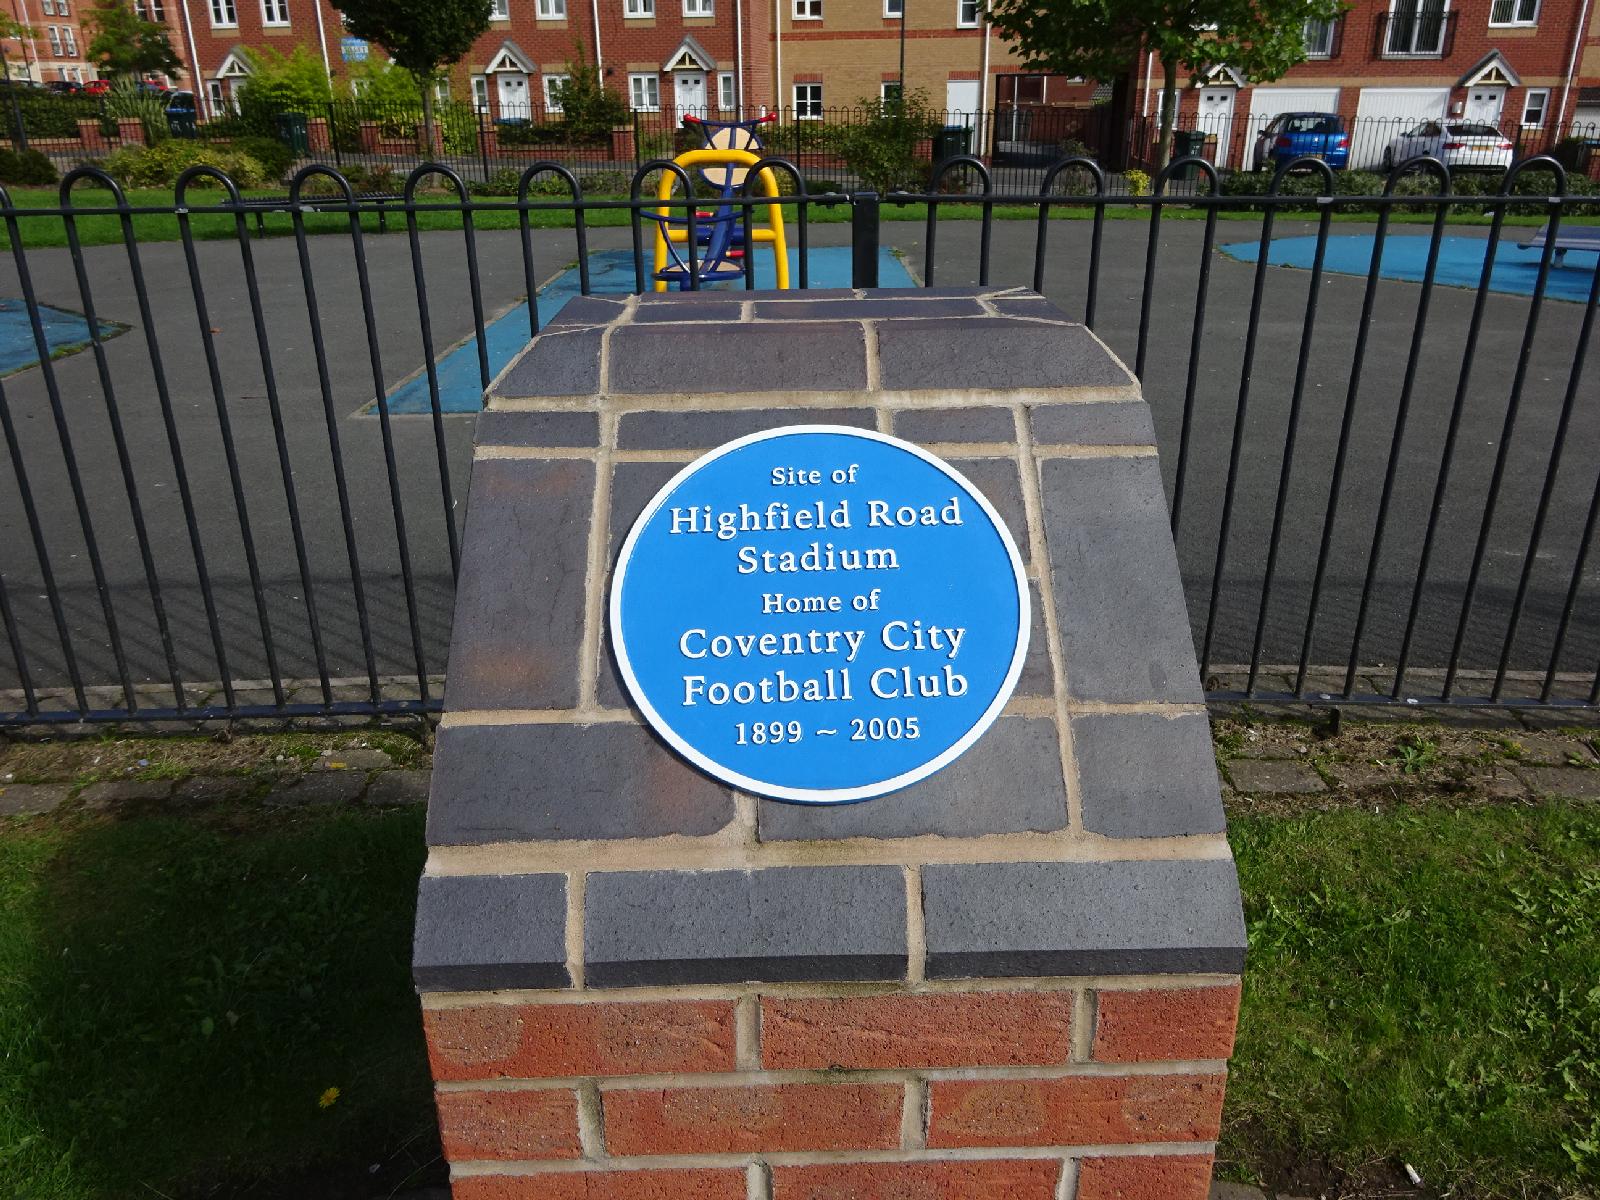 Site of
Highfield Road
Stadium
Home of
Coventry City
Football Club
1899 ~ 2005